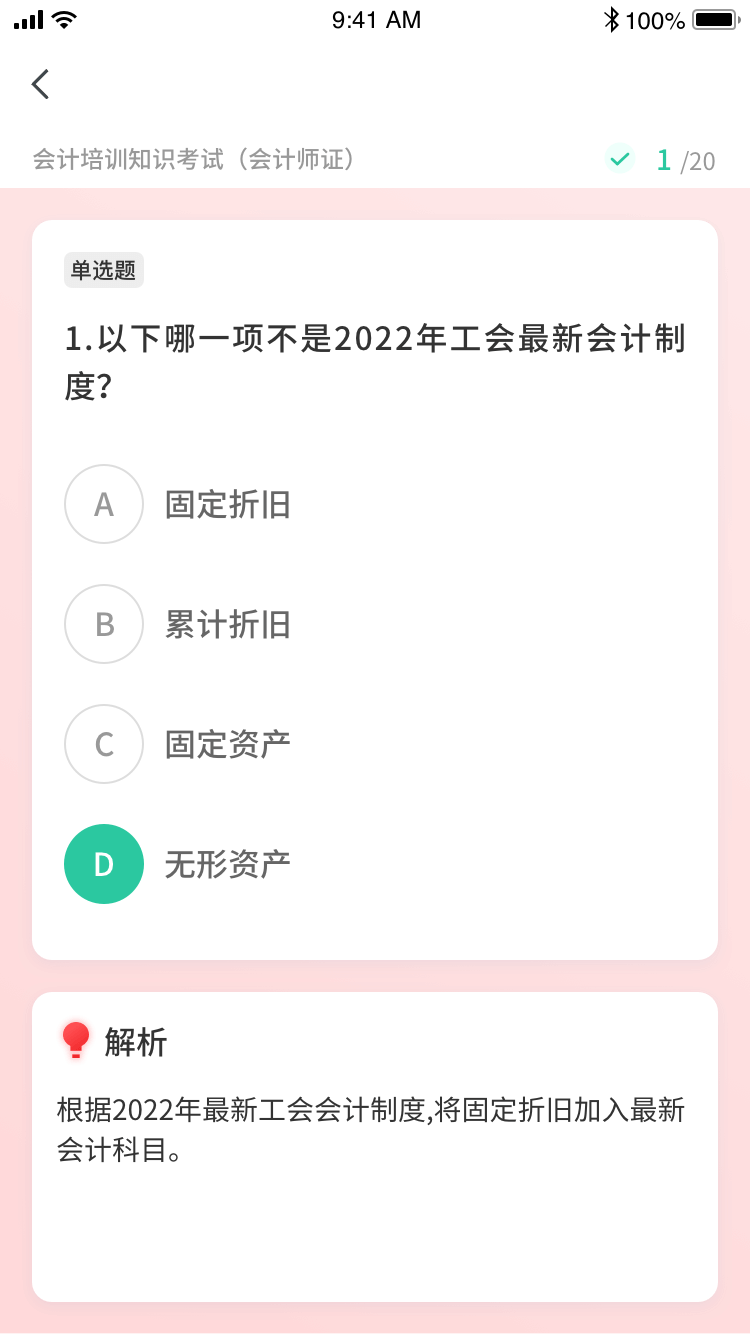 9:41 AM
100%
会计培训知识考试（会计师证）
1 /20
单选题
1.以下哪一项不是2022年工会最新会计制
度？
A 固定折旧
B 累计折旧
C 固定资产
D 无形资产
解析
根据2022年最新工会会计制度,将固定折旧加入最新
会计科目。